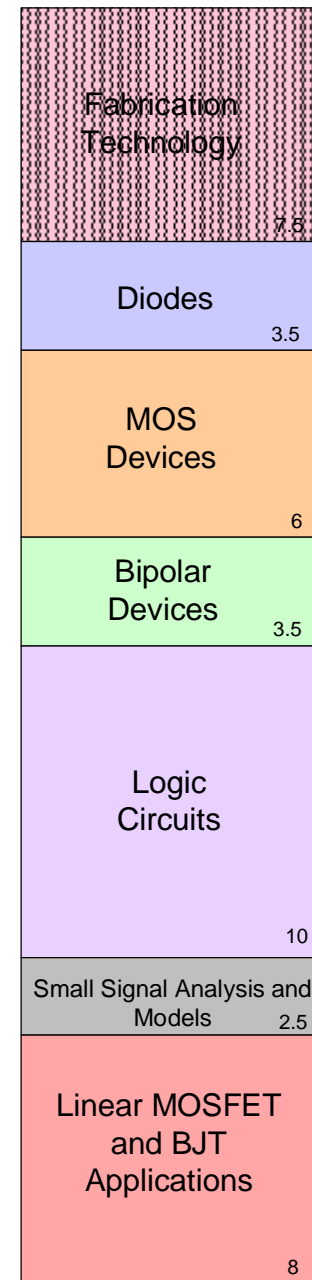 Fabrication
Technology
7.5
Diodes
3.5
MOS
Devices
6
Bipolar
Devices
3.5
Logic
Circuits
10
Small Signal Analysis and
Models 2.5
Linear MOSFET
and BJT
Applications
8